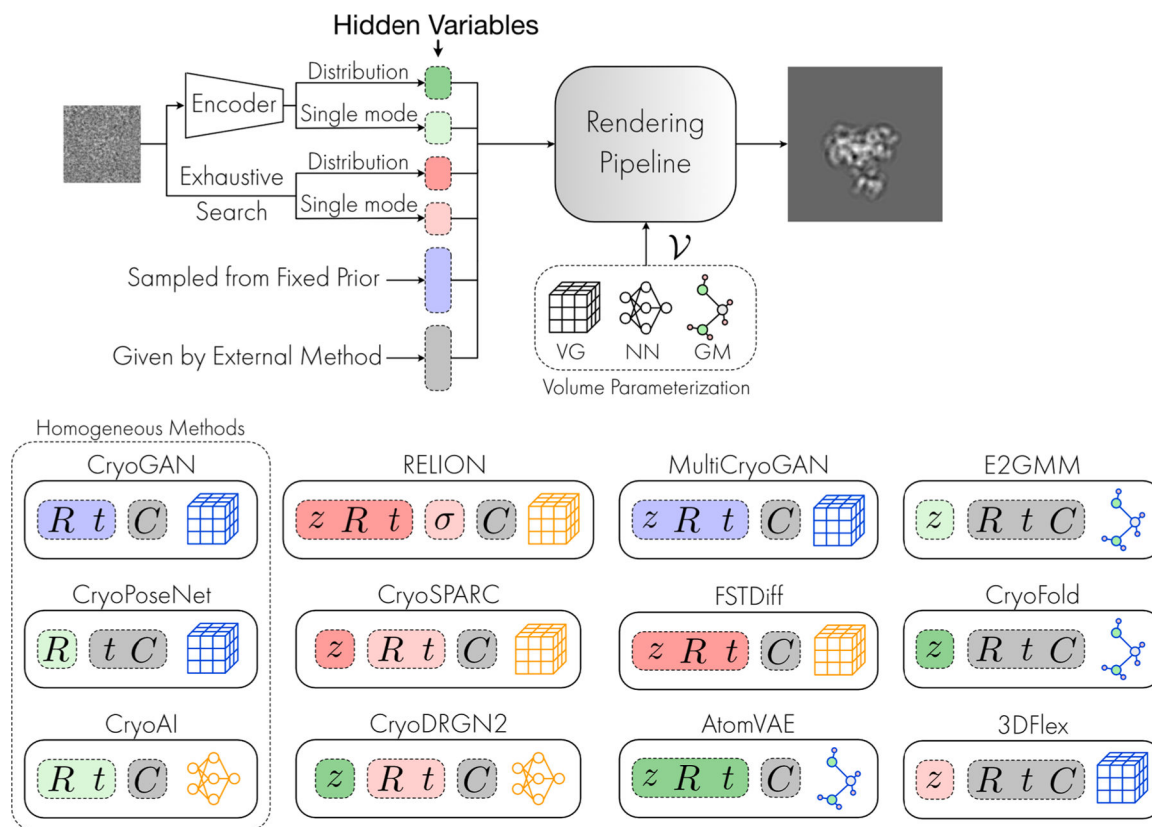 Hidden Variables
Distribution
Encoder
Single mode
Distribution
Exhaustive
Search
Single mode
Sampled from Fixed Prior
Given by External Method
Rendering
Pipeline
𝒱
VG NN GM
Volume Parameterization
Homogeneous Methods
CryoGAN
R t C
RELION
z R t σ C
MultiCryoGAN
z R t C
E2GMM
z R t C
CryoPoseNet
R t C
CryoSPARC
z R t C
FSTDiff
z R t C
CryoFold
z R t C
CryoAI
R t C
CryoDRGN2
z R t C
AtomVAE
z R t C
3DFlex
z R t C